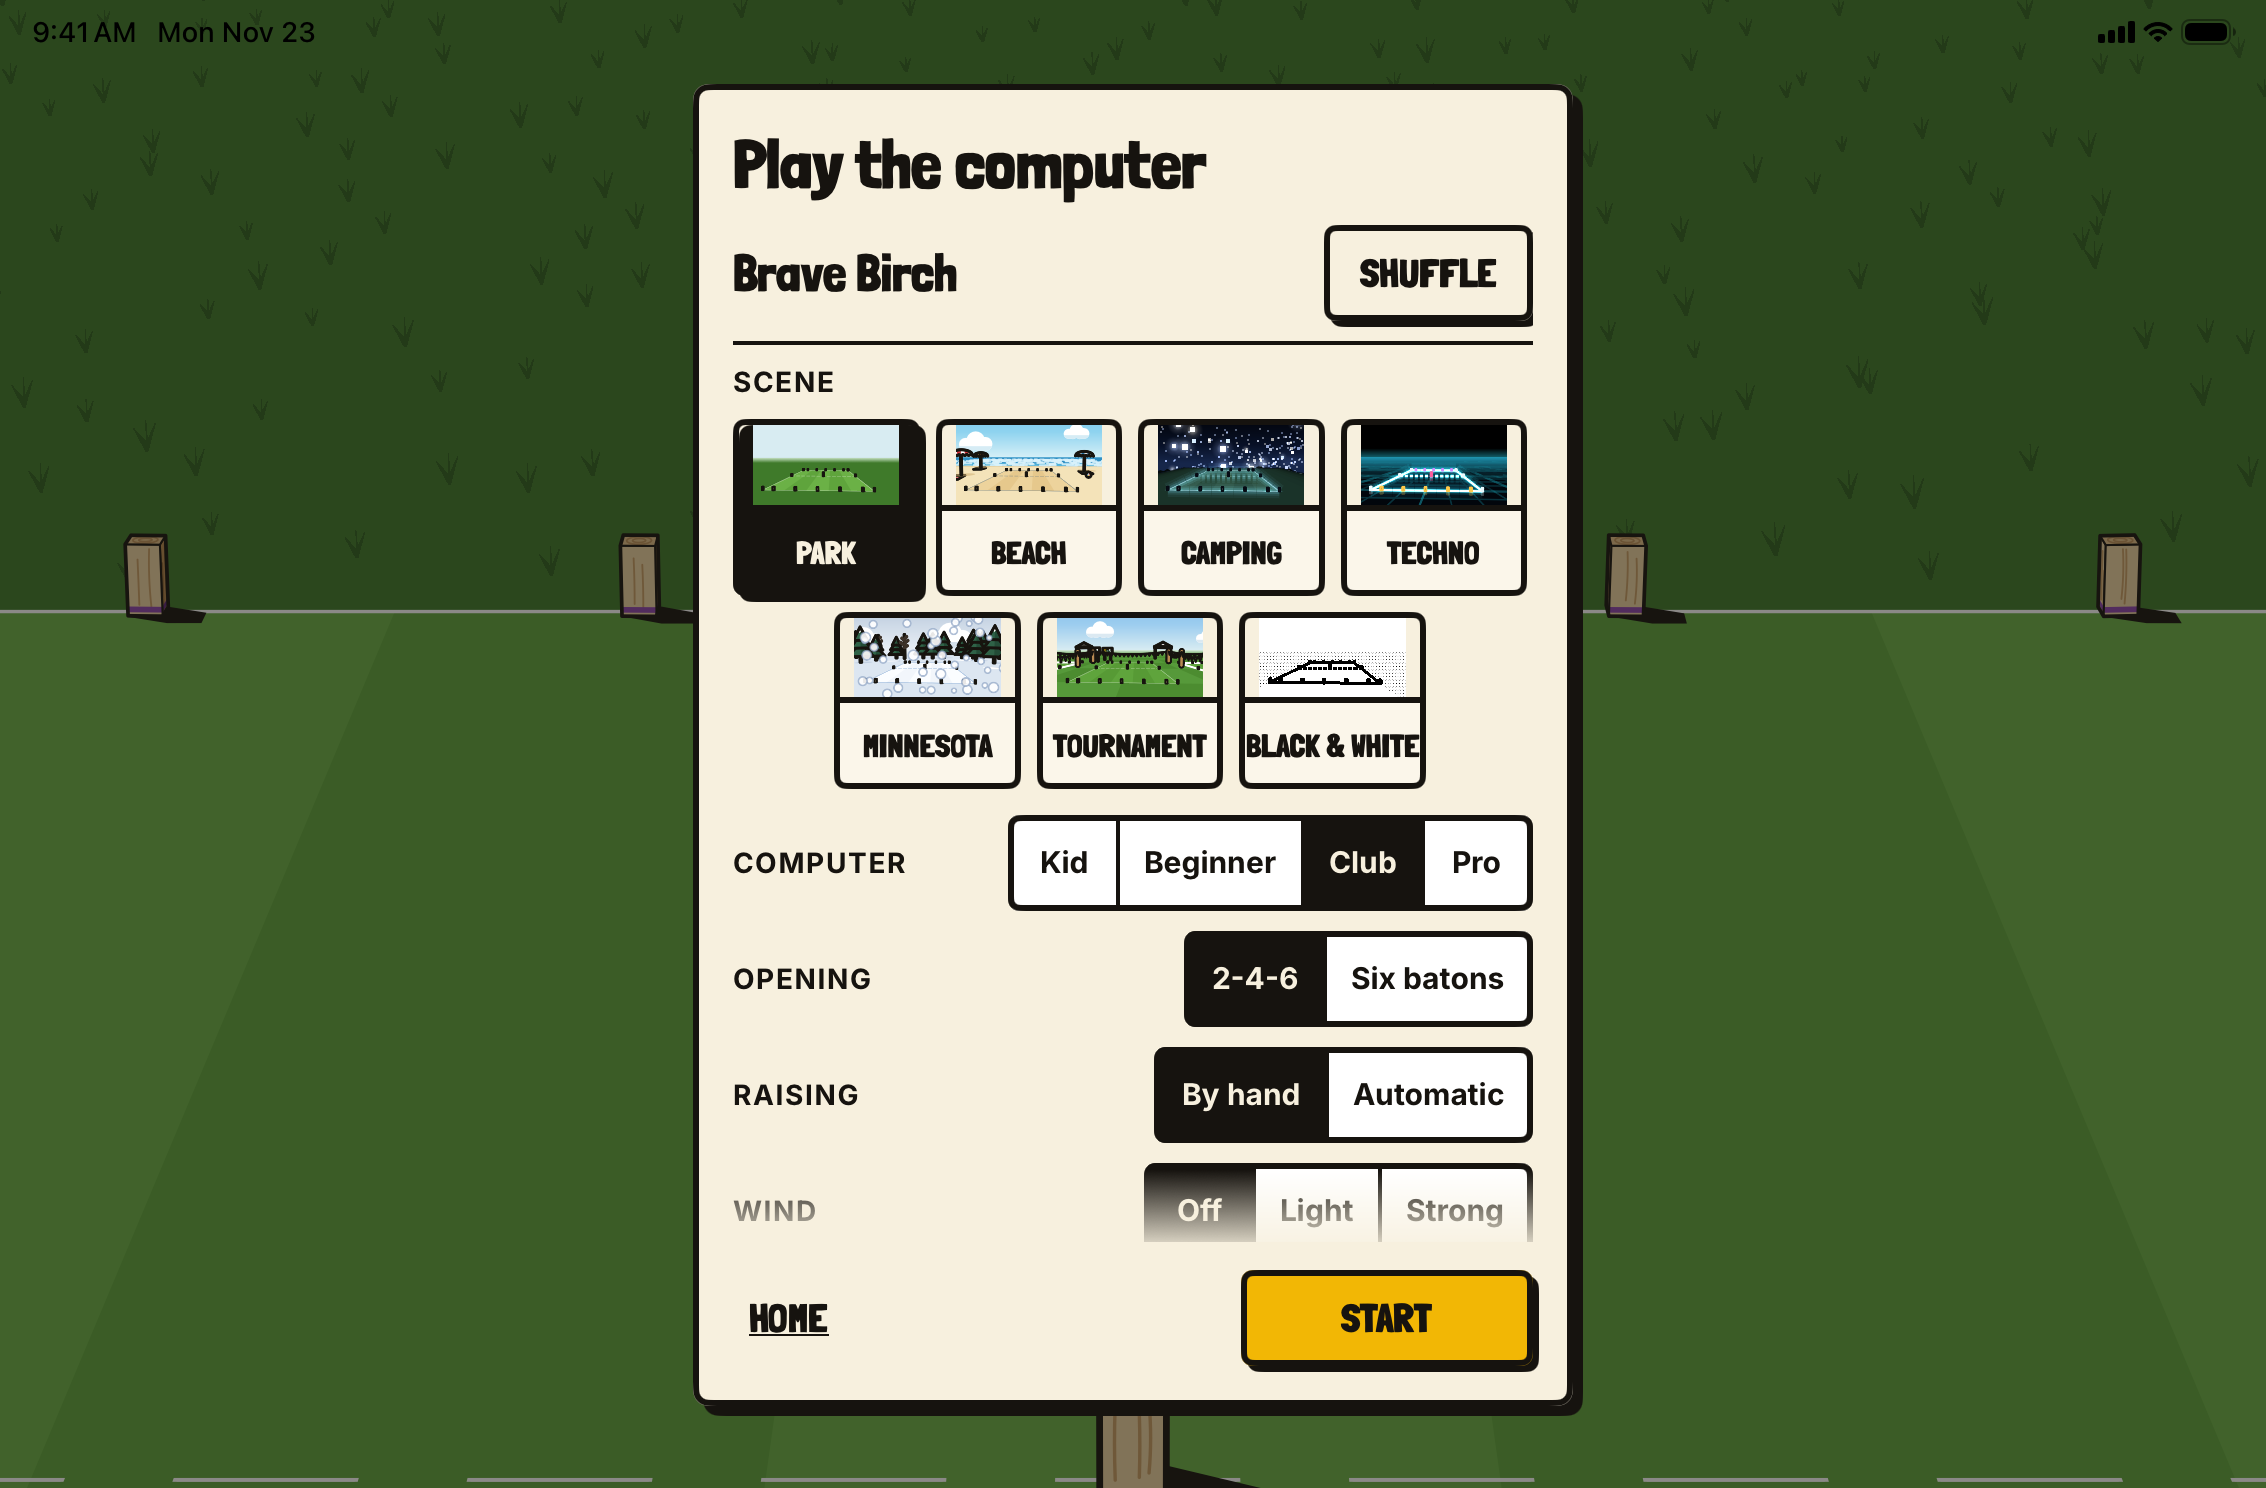 9:41 AM Mon Nov 23
Play the computer
Brave Birch
SHUFFLE
SCENE
PARK
BEACH
CAMPING
TECHNO
MINNESOTA
TOURNAMENT
BLACK & WHITE
COMPUTER
Kid
Beginner
Club
Pro
OPENING
2-4-6
Six batons
RAISING
By hand
Automatic
WIND
Off
Light
Strong
HOME
START